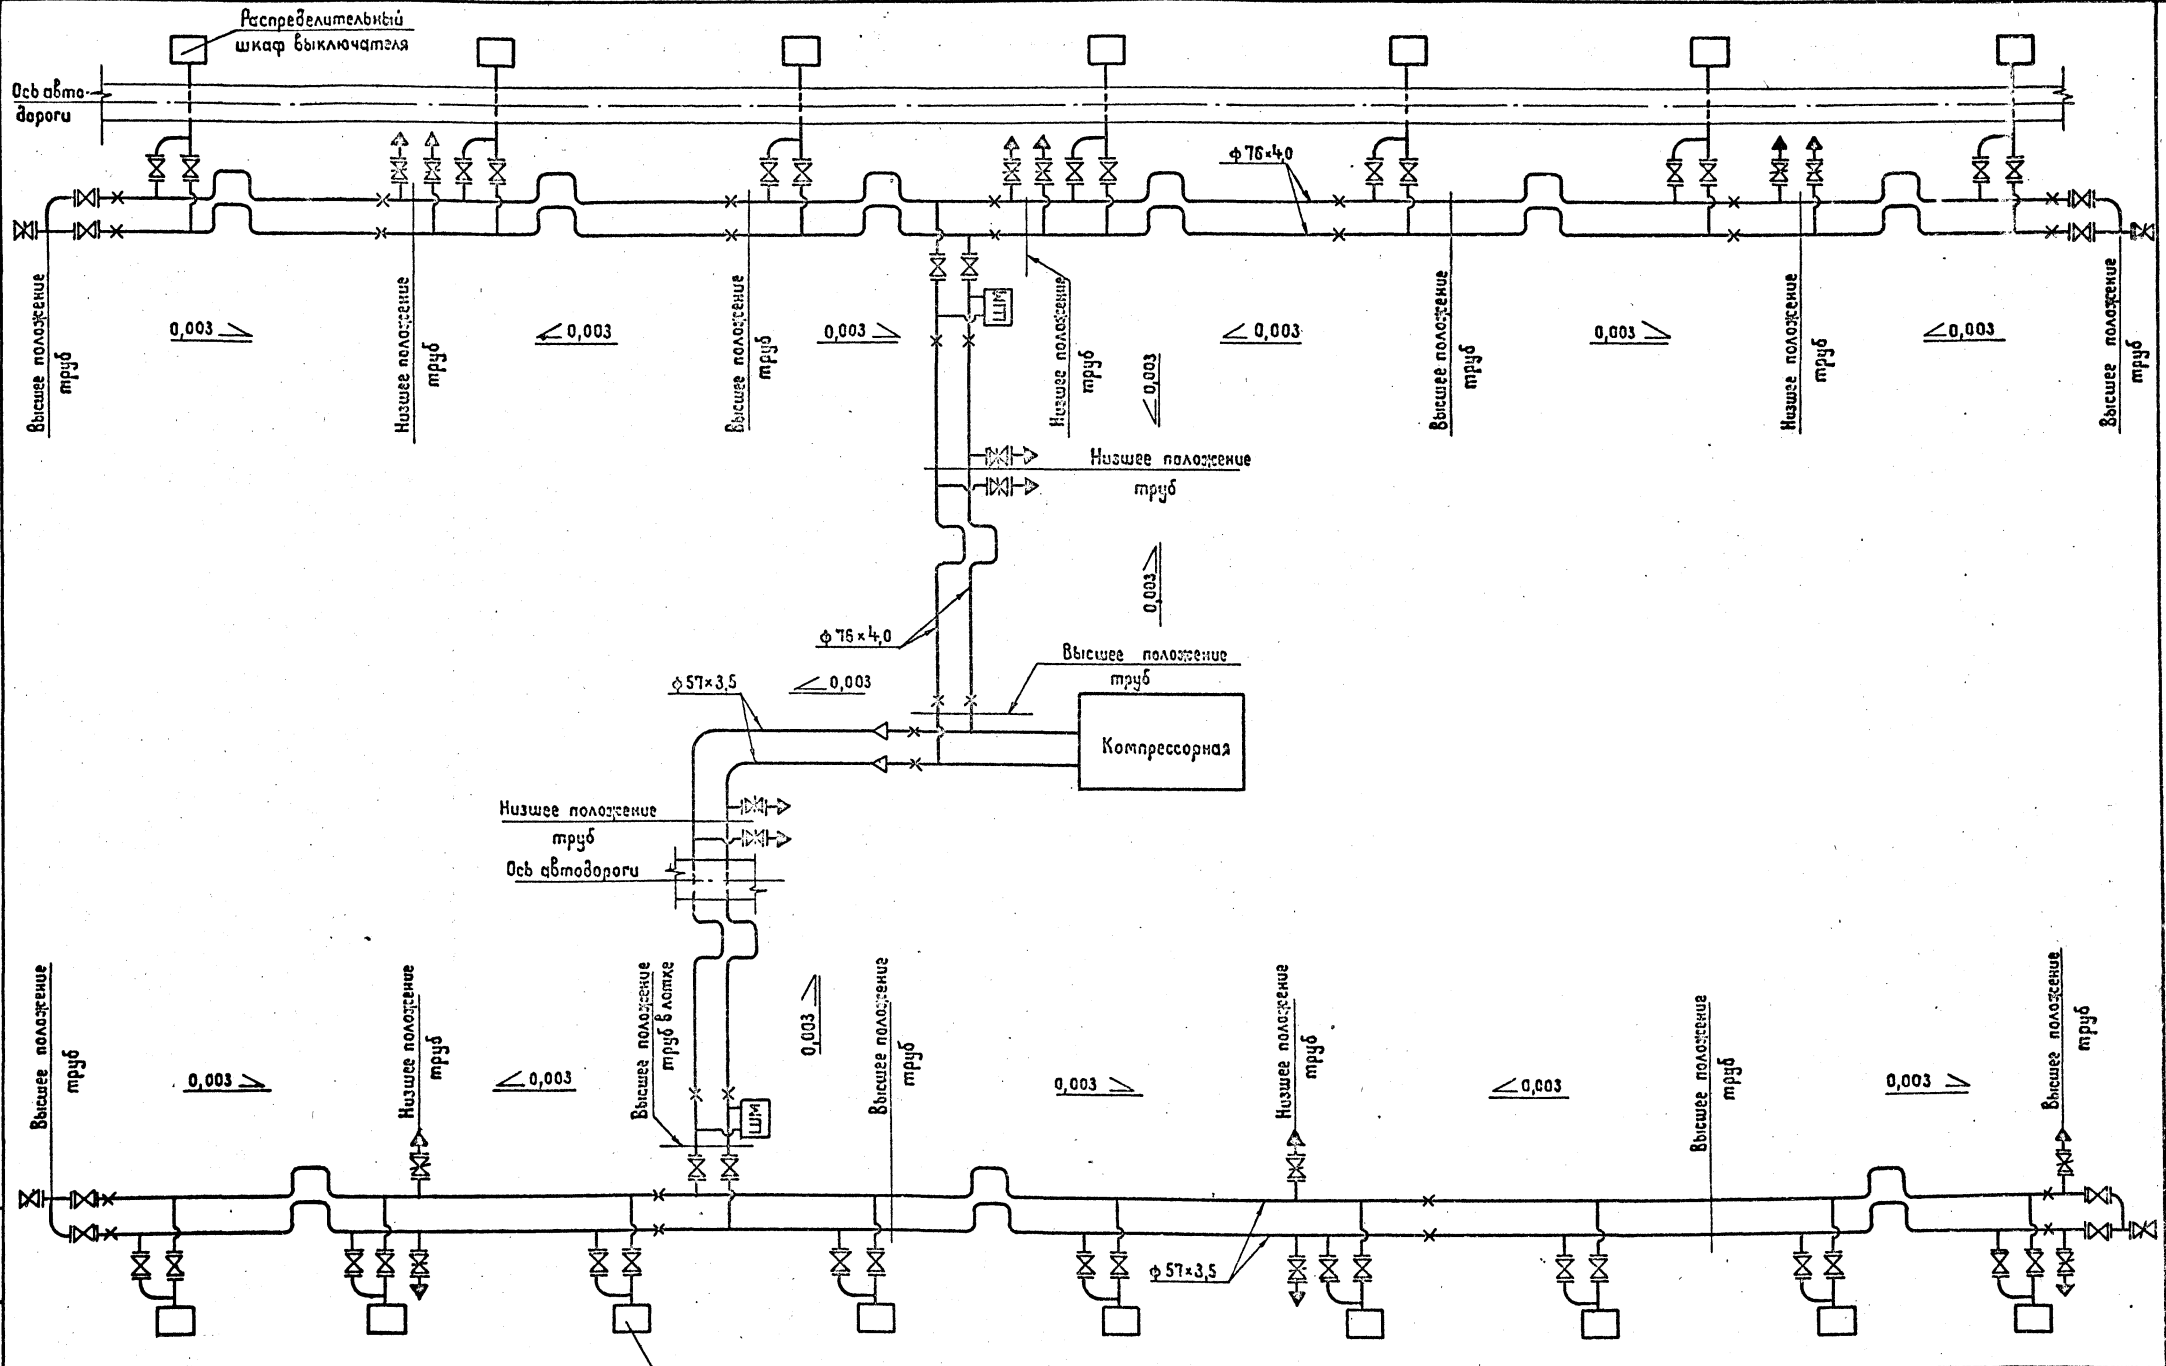 Распределительный
шкаф выключателя
Ось авто-
дороги
ф 76×4,0
Высшее положение
труб
0,003
Низшее положение
труб
0,003
Высшее положение
труб
0,003
ШМ
Низшее положение
труб
0,003
0,003
Высшее положение
труб
0,003
Низшее положение
труб
0,003
Высшее положение
труб
Низшее положение
труб
0,003
ф 76×4,0
Высшее положение
труб
ф 57×3,5
0,003
Компрессорная
Низшее положение
труб
Ось автодороги
Высшее положение
труб
0,003
Низшее положение
труб
0,003
Высшее положение
труб в лотке
0,003
ШМ
Высшее положение
труб
0,003
Низшее положение
труб
0,003
Высшее положение
труб
0,003
Высшее положение
труб
ф 57×3,5